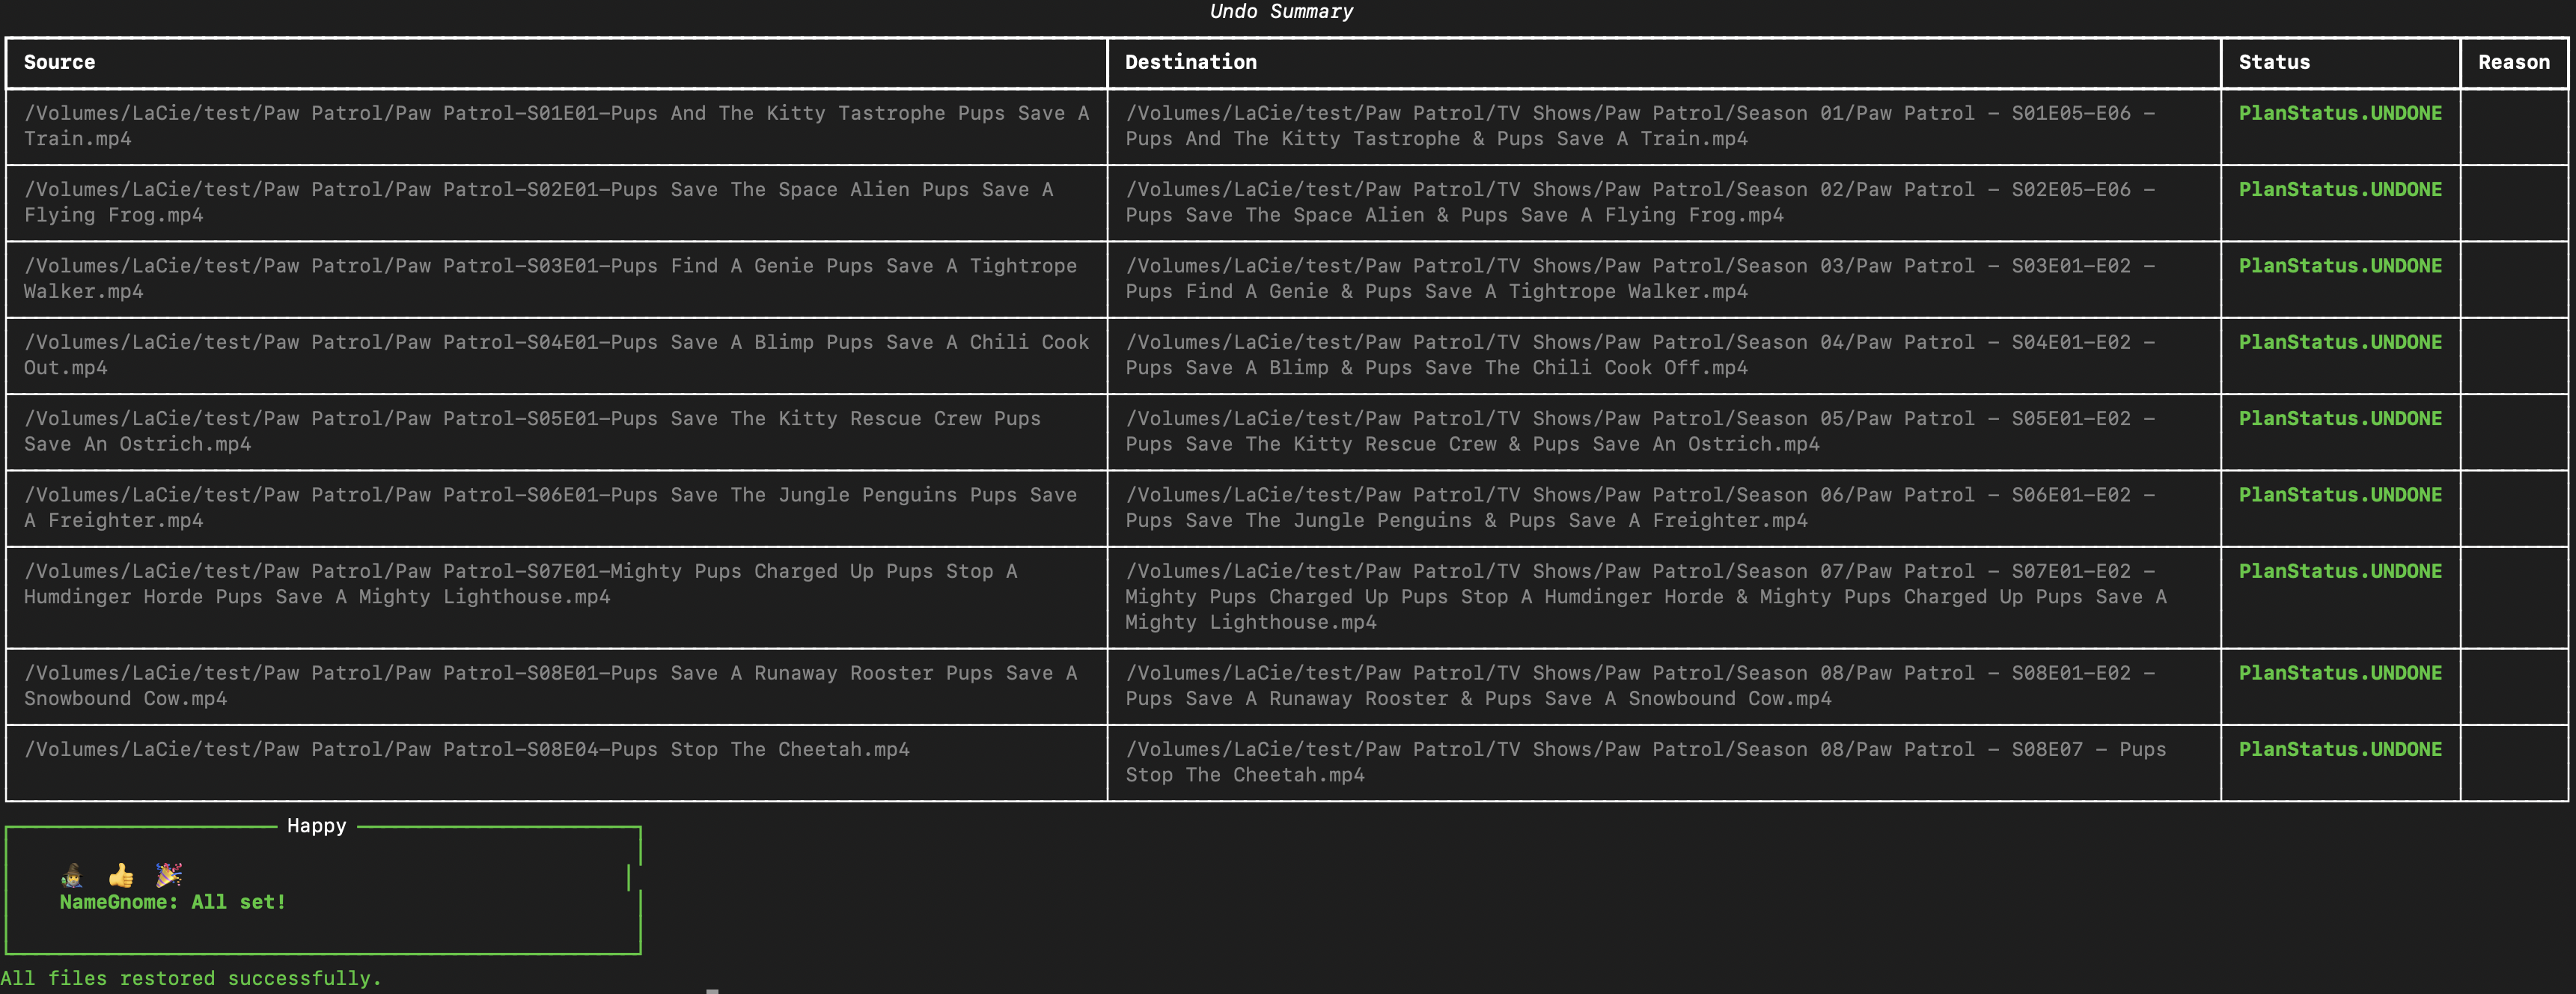 Undo Summary
Source Destination Status Reason
/Volumes/LaCie/test/Paw Patrol/Paw Patrol-S01E01-Pups And The Kitty Tastrophe Pups Save A
Train.mp4
/Volumes/LaCie/test/Paw Patrol/TV Shows/Paw Patrol/Season 01/Paw Patrol - S01E05-E06 -
Pups And The Kitty Tastrophe & Pups Save A Train.mp4
PlanStatus.UNDONE
/Volumes/LaCie/test/Paw Patrol/Paw Patrol-S02E01-Pups Save The Space Alien Pups Save A
Flying Frog.mp4
/Volumes/LaCie/test/Paw Patrol/TV Shows/Paw Patrol/Season 02/Paw Patrol - S02E05-E06 -
Pups Save The Space Alien & Pups Save A Flying Frog.mp4
PlanStatus.UNDONE
/Volumes/LaCie/test/Paw Patrol/Paw Patrol-S03E01-Pups Find A Genie Pups Save A Tightrope
Walker.mp4
/Volumes/LaCie/test/Paw Patrol/TV Shows/Paw Patrol/Season 03/Paw Patrol - S03E01-E02 -
Pups Find A Genie & Pups Save A Tightrope Walker.mp4
PlanStatus.UNDONE
/Volumes/LaCie/test/Paw Patrol/Paw Patrol-S04E01-Pups Save A Blimp Pups Save A Chili Cook
Out.mp4
/Volumes/LaCie/test/Paw Patrol/TV Shows/Paw Patrol/Season 04/Paw Patrol - S04E01-E02 -
Pups Save A Blimp & Pups Save The Chili Cook Off.mp4
PlanStatus.UNDONE
/Volumes/LaCie/test/Paw Patrol/Paw Patrol-S05E01-Pups Save The Kitty Rescue Crew Pups
Save An Ostrich.mp4
/Volumes/LaCie/test/Paw Patrol/TV Shows/Paw Patrol/Season 05/Paw Patrol - S05E01-E02 -
Pups Save The Kitty Rescue Crew & Pups Save An Ostrich.mp4
PlanStatus.UNDONE
/Volumes/LaCie/test/Paw Patrol/Paw Patrol-S06E01-Pups Save The Jungle Penguins Pups Save
A Freighter.mp4
/Volumes/LaCie/test/Paw Patrol/TV Shows/Paw Patrol/Season 06/Paw Patrol - S06E01-E02 -
Pups Save The Jungle Penguins & Pups Save A Freighter.mp4
PlanStatus.UNDONE
/Volumes/LaCie/test/Paw Patrol/Paw Patrol-S07E01-Mighty Pups Charged Up Pups Stop A
Humdinger Horde Pups Save A Mighty Lighthouse.mp4
/Volumes/LaCie/test/Paw Patrol/TV Shows/Paw Patrol/Season 07/Paw Patrol - S07E01-E02 -
Mighty Pups Charged Up Pups Stop A Humdinger Horde & Mighty Pups Charged Up Pups Save A
Mighty Lighthouse.mp4
PlanStatus.UNDONE
/Volumes/LaCie/test/Paw Patrol/Paw Patrol-S08E01-Pups Save A Runaway Rooster Pups Save A
Snowbound Cow.mp4
/Volumes/LaCie/test/Paw Patrol/TV Shows/Paw Patrol/Season 08/Paw Patrol - S08E01-E02 -
Pups Save A Runaway Rooster & Pups Save A Snowbound Cow.mp4
PlanStatus.UNDONE
/Volumes/LaCie/test/Paw Patrol/Paw Patrol-S08E04-Pups Stop The Cheetah.mp4
/Volumes/LaCie/test/Paw Patrol/TV Shows/Paw Patrol/Season 08/Paw Patrol - S08E07 - Pups
Stop The Cheetah.mp4
PlanStatus.UNDONE
Happy
NameGnome: All set!
All files restored successfully.